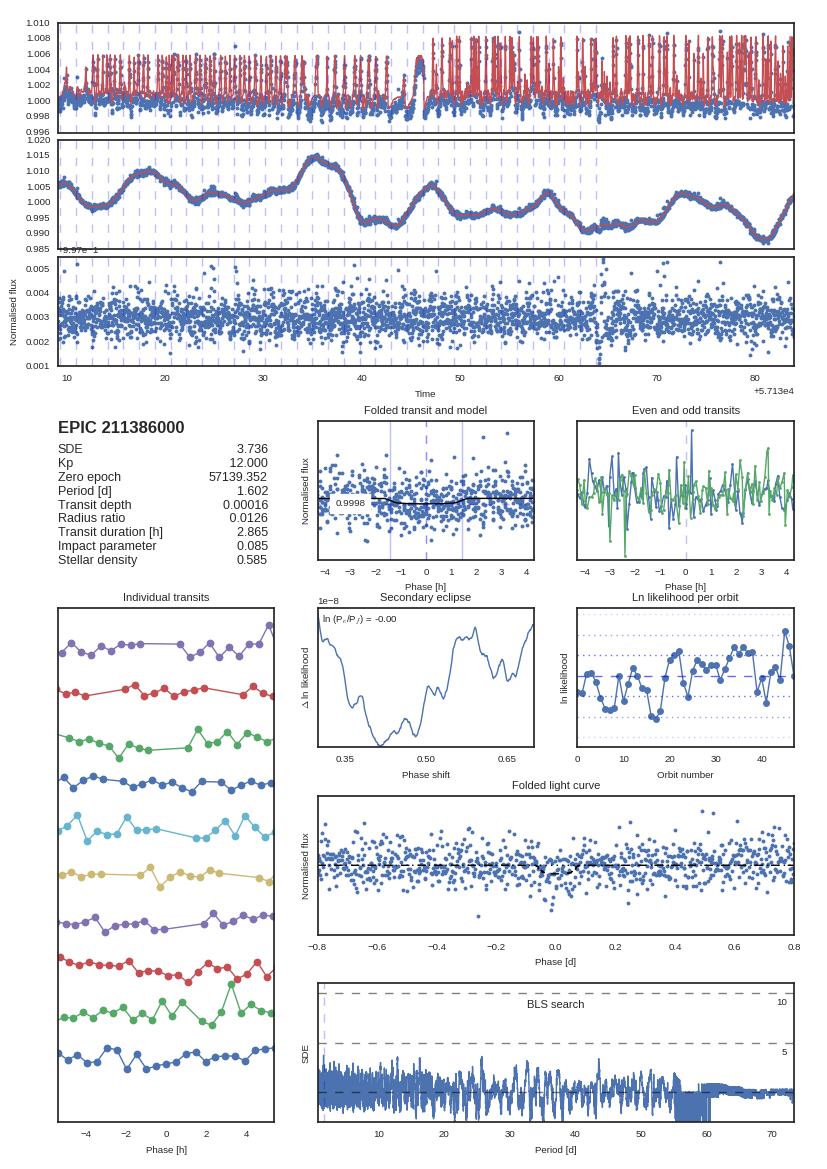 1.010
1.008
1.006
1.004
1.002
1.000
0.998
0.996
1.020
1.015
1.010
1.005
1.000
0.995
0.990
0.985
+9.97e−1
0.005
0.004
0.003
0.002
0.001
Normalised flux
10 20 30 40 50 60 70 80
Time
+5.713e4
EPIC 211386000
SDE 3.736
Kp 12.000
Zero epoch 57139.352
Period [d] 1.602
Transit depth 0.00016
Radius ratio 0.0126
Transit duration [h] 2.865
Impact parameter 0.085
Stellar density 0.585
Folded transit and model
Normalised flux
0.9998
−4 −3 −2 −1 0 1 2 3 4
Phase [h]
Even and odd transits
−4 −3 −2 −1 0 1 2 3 4
Phase [h]
Individual transits
−4 −2 0 2 4
Phase [h]
Secondary eclipse
1e−8
ln (Pₑ/P𝑓) = -0.00
Δ ln likelihood
0.35 0.50 0.65
Phase shift
Ln likelihood per orbit
ln likelihood
0 10 20 30 40
Orbit number
Folded light curve
Normalised flux
−0.8 −0.6 −0.4 −0.2 0.0 0.2 0.4 0.6 0.8
Phase [d]
BLS search
10
5
SDE
10 20 30 40 50 60 70
Period [d]